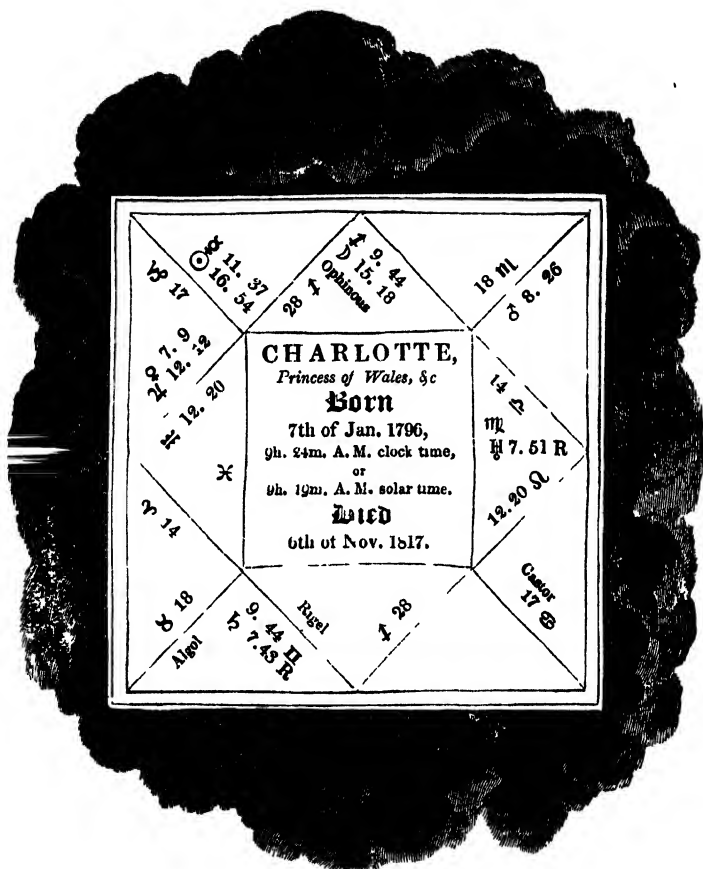 ☿ 11. 37
☉ 16. 54
♑ 17
♀ 7. 9
♃ 12. 12
♒ 12. 20
♓
♈ 14
♉ 18
Algol
9. 44 ♊
♄ 7.43 R
Rigel
♐ 28
Castor
17 ♋
12. 20 ♌
♍
♅ 7. 51 R
14 ♎
♂ 8. 26
18 ♏
♐ 9. 44
☽ 15. 18
Ophinous
28 ♐
CHARLOTTE,
Princess of Wales, &c
Born
7th of Jan. 1796,
9h. 24m. A. M. clock time,
or
9h. 19m. A. M. solar time.
Died
6th of Nov. 1817.